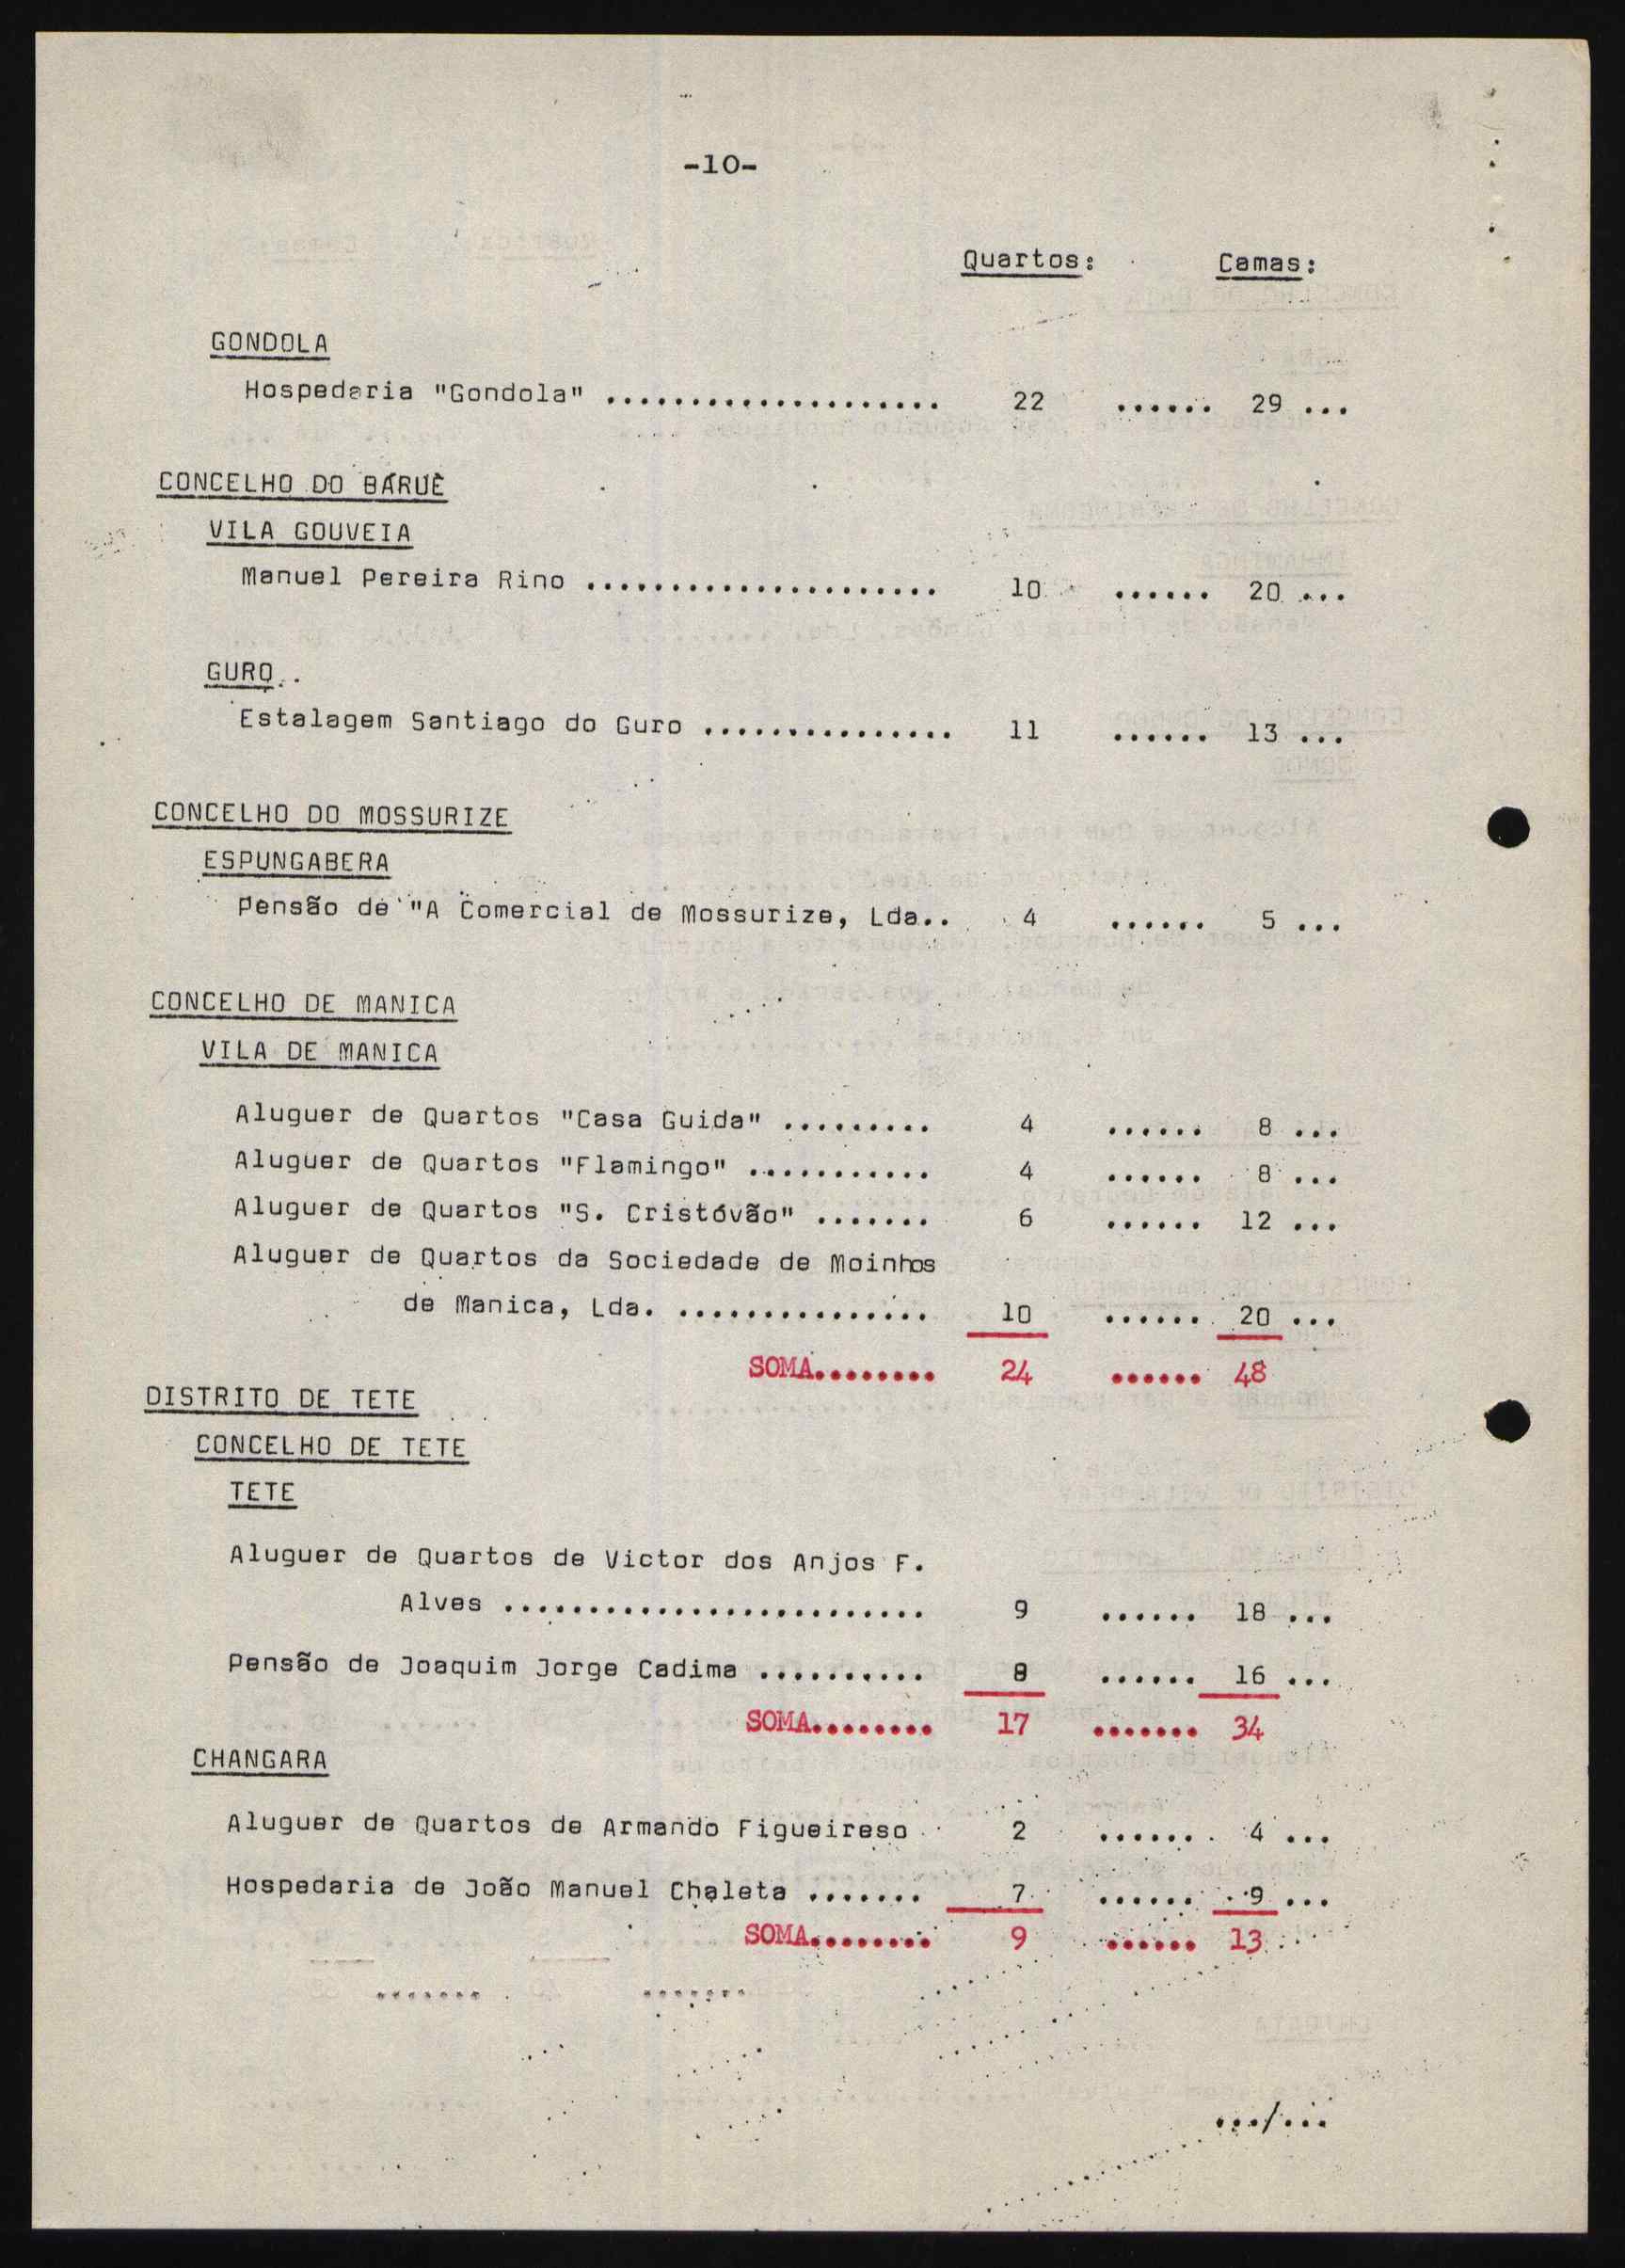 -10-
Quartos: Camas:
GONDOLA
Hospedaria "Gondola" .................... 22 ...... 29 ...
CONCELHO DO BÁRUÈ
VILA GOUVEIA
Manuel Pereira Rino ..................... 10 ...... 20 ...
GURO
Estalagem Santiago do Guro ............... 11 ...... 13 ...
CONCELHO DO MOSSURIZE
ESPUNGABERA
Pensão de "A Comercial de Mossurize, Lda.. 4 ...... 5 ...
CONCELHO DE MANICA
VILA DE MANICA
Aluguer de Quartos "Casa Guida" ......... 4 ...... 8 ...
Aluguer de Quartos "Flamingo" ........... 4 ...... 8 ...
Aluguer de Quartos "S. Cristóvão" ....... 6 ...... 12 ...
Aluguer de Quartos da Sociedade de Moinhos
de Manica, Lda. ............... 10 ...... 20 ...
SOMA........ 24 ...... 48
DISTRITO DE TETE
CONCELHO DE TETE
TETE
Aluguer de Quartos de Victor dos Anjos F.
Alves ......................... 9 ...... 18 ...
Pensão de Joaquim Jorge Cadima .......... 8 ...... 16 ...
SOMA........ 17 ....... 34
CHANGARA
Aluguer de Quartos de Armando Figueireso 2 ...... 4 ...
Hospedaria de João Manuel Chaleta ....... 7 ...... 9 ...
SOMA........ 9 ...... 13
.../...